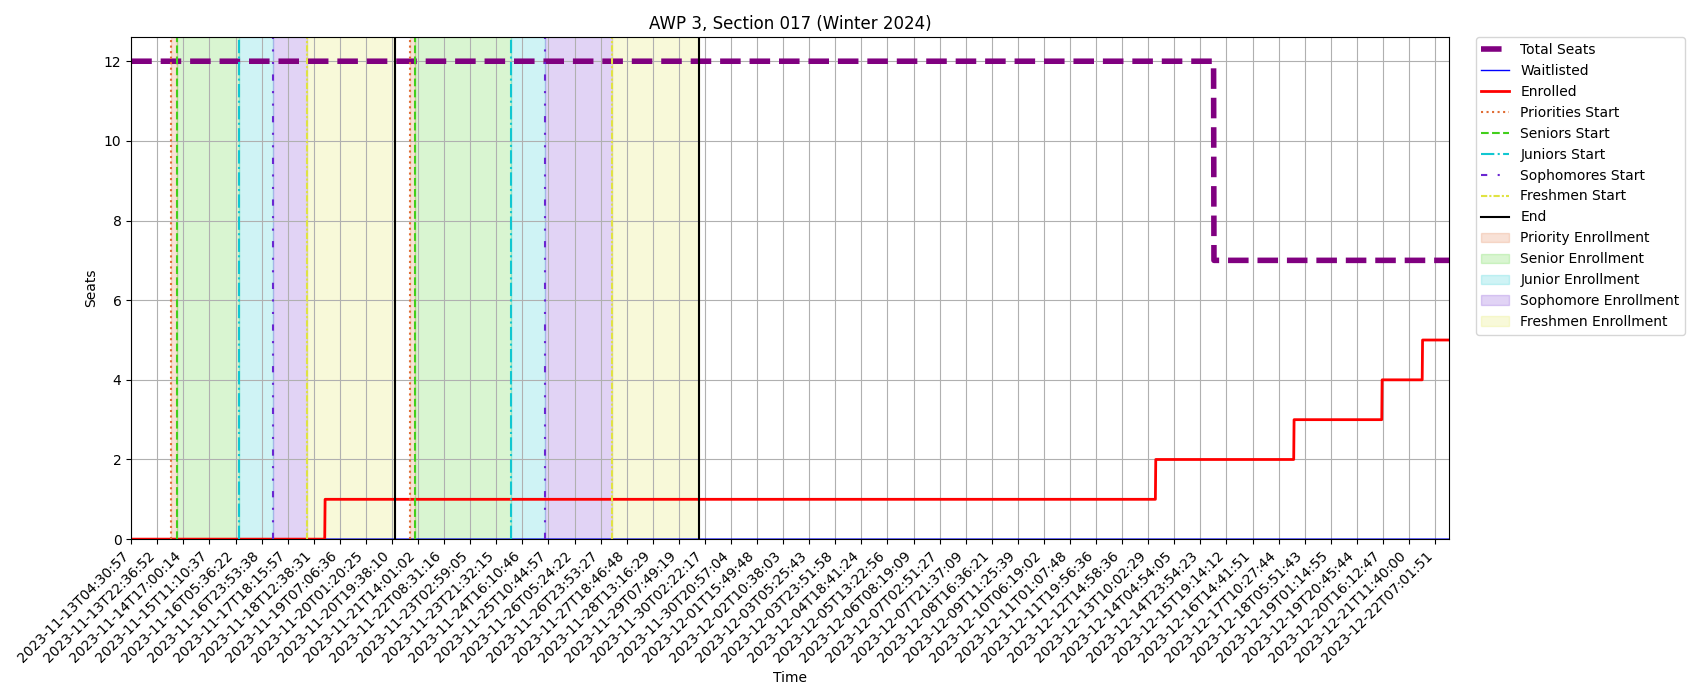 AWP 3, Section 017 (Winter 2024)
Total Seats
Waitlisted
Enrolled
Priorities Start
Seniors Start
Juniors Start
Sophomores Start
Freshmen Start
End
Priority Enrollment
Senior Enrollment
Junior Enrollment
Sophomore Enrollment
Freshmen Enrollment
12
10
8
6
4
2
0
Seats
2023-11-13T04:30:57
2023-11-13T22:36:52
2023-11-14T17:00:14
2023-11-15T11:10:37
2023-11-16T05:36:22
2023-11-16T23:53:38
2023-11-17T18:15:57
2023-11-18T12:38:31
2023-11-19T07:06:36
2023-11-20T01:20:25
2023-11-20T19:38:10
2023-11-21T14:01:02
2023-11-22T08:31:16
2023-11-23T02:59:05
2023-11-23T21:32:15
2023-11-24T16:10:46
2023-11-25T10:44:57
2023-11-26T05:24:22
2023-11-26T23:53:27
2023-11-27T18:46:48
2023-11-28T13:16:29
2023-11-29T07:49:19
2023-11-30T02:22:17
2023-11-30T20:57:04
2023-12-01T15:49:48
2023-12-02T10:38:03
2023-12-03T05:25:43
2023-12-03T23:51:58
2023-12-04T18:41:24
2023-12-05T13:22:56
2023-12-06T08:19:09
2023-12-07T02:51:27
2023-12-07T21:37:09
2023-12-08T16:36:21
2023-12-09T11:25:39
2023-12-10T06:19:02
2023-12-11T01:07:48
2023-12-11T19:56:36
2023-12-12T14:58:36
2023-12-13T10:02:29
2023-12-14T04:54:05
2023-12-14T23:54:23
2023-12-15T19:14:12
2023-12-16T14:41:51
2023-12-17T10:27:44
2023-12-18T05:51:43
2023-12-19T01:14:55
2023-12-19T20:45:44
2023-12-20T16:12:47
2023-12-21T11:40:00
2023-12-22T07:01:51
Time